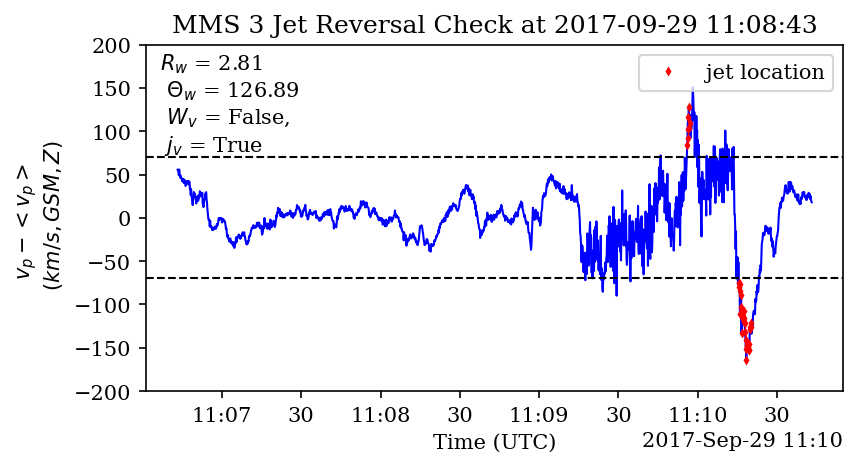 MMS 3 Jet Reversal Check at 2017-09-29 11:08:43
R_w = 2.81
Θ_w = 126.89
W_v = False,
j_v = True
jet location
200
150
100
50
0
−50
−100
−150
−200
v_p − < v_p >
(km/s, GSM, Z)
11:07 30 11:08 30 11:09 30 11:10 30
Time (UTC)
2017-Sep-29 11:10